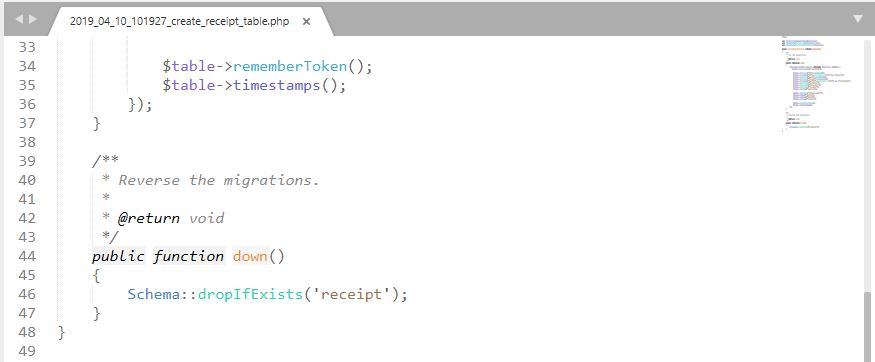 2019_04_10_101927_create_receipt_table.php ×
33
34 $table->rememberToken();
35 $table->timestamps();
36 });
37 }
38
39 /**
40 * Reverse the migrations.
41 *
42 * @return void
43 */
44 public function down()
45 {
46 Schema::dropIfExists('receipt');
47 }
48 }
49